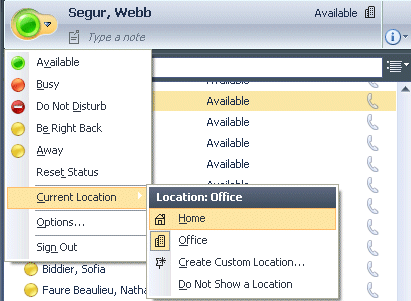 Segur, Webb
Available
Type a note
Available
Busy
Do Not Disturb
Be Right Back
Away
Reset Status
Current Location
Options...
Sign Out
Available
Available
Available
Available
Available
Available
Location: Office
Home
Office
Create Custom Location...
Do Not Show a Location
Biddier, Sofia
Faure Beaulieu, Nathal